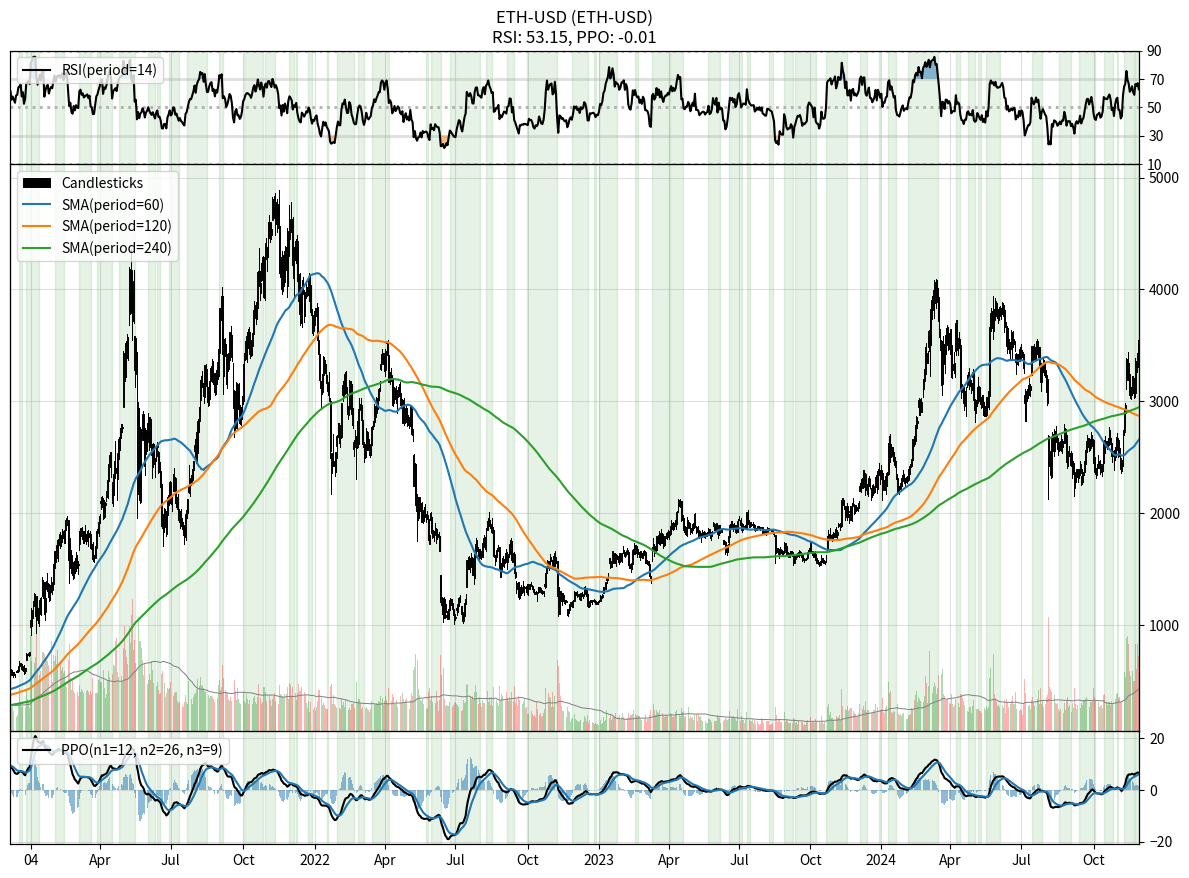 ETH-USD (ETH-USD)
RSI: 53.15, PPO: -0.01
RSI(period=14)
90
70
50
30
10
Candlesticks
SMA(period=60)
SMA(period=120)
SMA(period=240)
5000
4000
3000
2000
1000
PPO(n1=12, n2=26, n3=9)
20
0
−20
04 Apr Jul Oct 2022 Apr Jul Oct 2023 Apr Jul Oct 2024 Apr Jul Oct